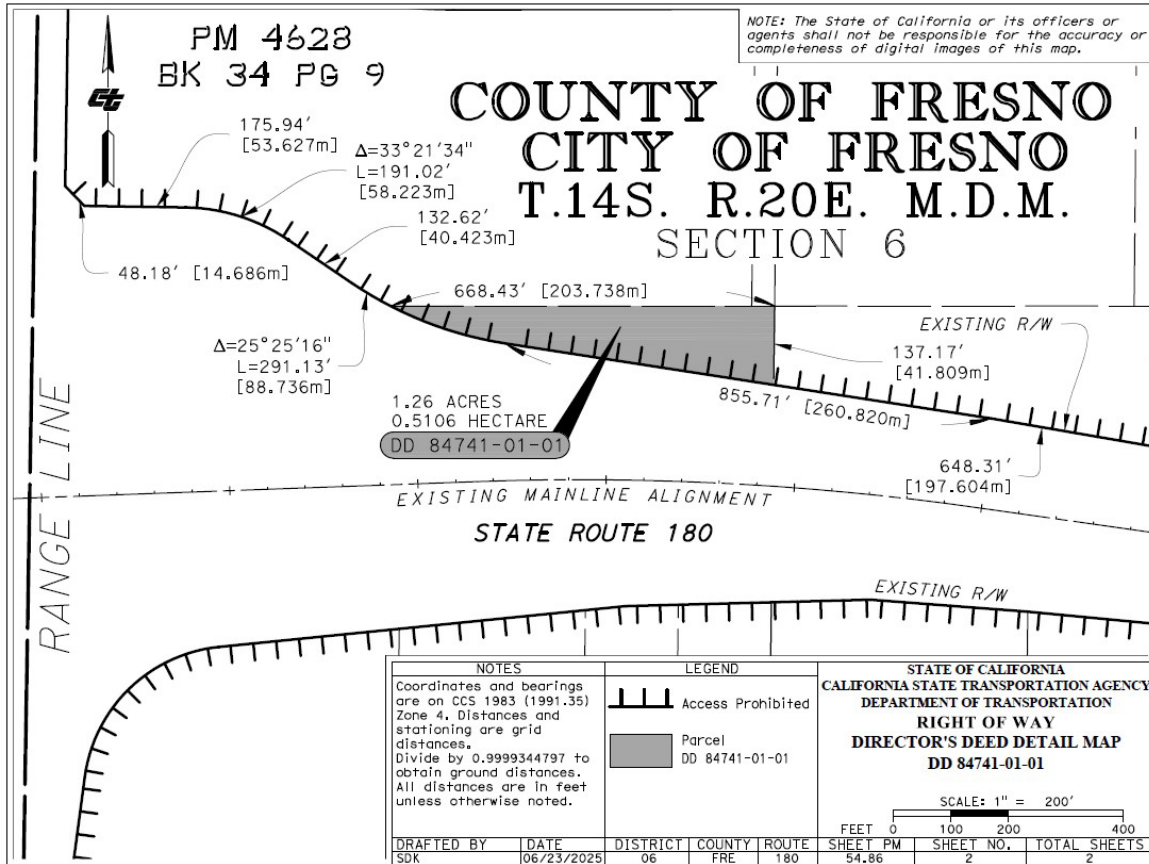 NOTE: The State of California or its officers or
agents shall not be responsible for the accuracy or
completeness of digital images of this map.
PM 4628
BK 34 PG 9
COUNTY OF FRESNO
CITY OF FRESNO
T.14S. R.20E. M.D.M.
SECTION 6
175.94'
[53.627m]
Δ=33°21'34"
L=191.02'
[58.223m]
132.62'
[40.423m]
48.18' [14.686m]
668.43' [203.738m]
EXISTING R/W
Δ=25°25'16"
L=291.13'
[88.736m]
137.17'
[41.809m]
1.26 ACRES
0.5106 HECTARE
DD 84741-01-01
855.71' [260.820m]
648.31'
[197.604m]
RANGE LINE
EXISTING MAINLINE ALIGNMENT
STATE ROUTE 180
EXISTING R/W
NOTES
Coordinates and bearings
are on CCS 1983 (1991.35)
Zone 4. Distances and
stationing are grid
distances.
Divide by 0.9999344797 to
obtain ground distances.
All distances are in feet
unless otherwise noted.
LEGEND
Access Prohibited
Parcel
DD 84741-01-01
STATE OF CALIFORNIA
CALIFORNIA STATE TRANSPORTATION AGENCY
DEPARTMENT OF TRANSPORTATION
RIGHT OF WAY
DIRECTOR'S DEED DETAIL MAP
DD 84741-01-01
SCALE: 1" = 200'
FEET 0 100 200 400
DRAFTED BY DATE DISTRICT COUNTY ROUTE SHEET PM SHEET NO. TOTAL SHEETS
SDK 06/23/2025 06 FRE 180 54.86 2 2